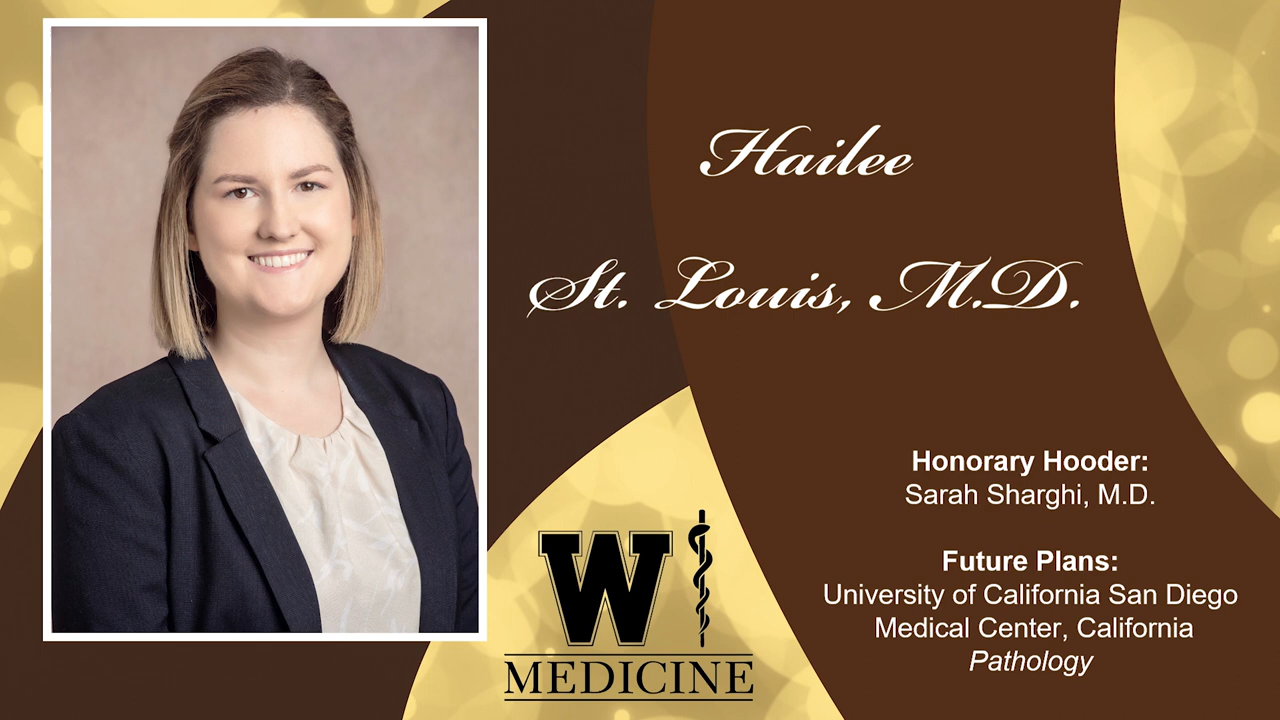 Hailee
St. Louis, M.D.
Honorary Hooder:
Sarah Sharghi, M.D.
Future Plans:
University of California San Diego
Medical Center, California
Pathology
W
MEDICINE